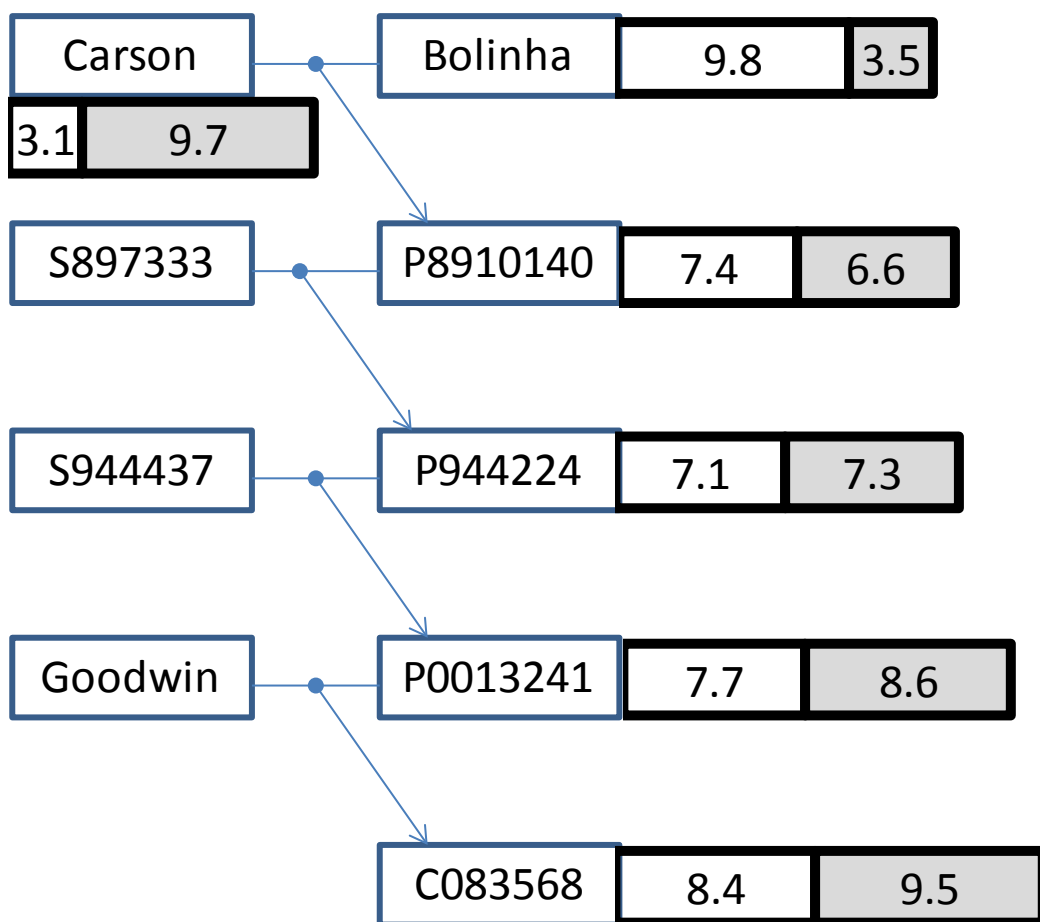 Carson Bolinha 9.8 3.5
3.1 9.7
S897333 P8910140 7.4 6.6
S944437 P944224 7.1 7.3
Goodwin P0013241 7.7 8.6
C083568 8.4 9.5